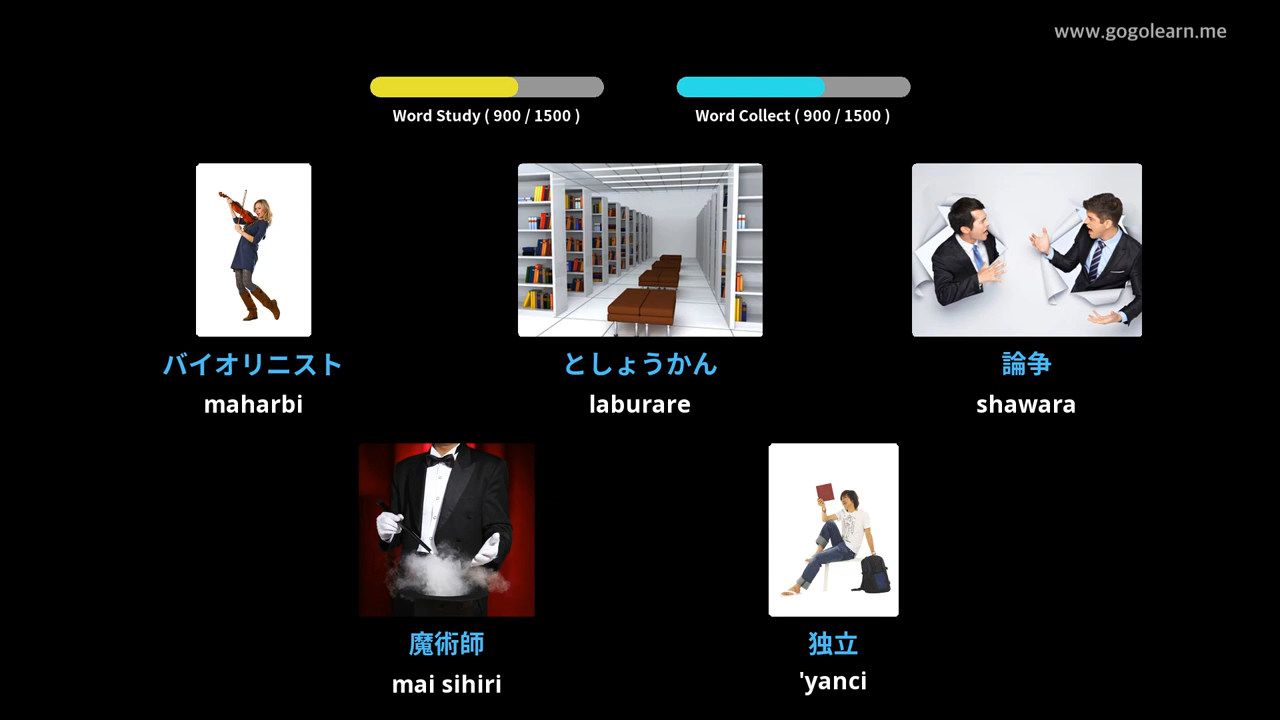 www.gogolearn.me
Word Study ( 900 / 1500 )
Word Collect ( 900 / 1500 )
バイオリニスト
maharbi
としょうかん
laburare
論争
shawara
魔術師
mai sihiri
独立
'yanci